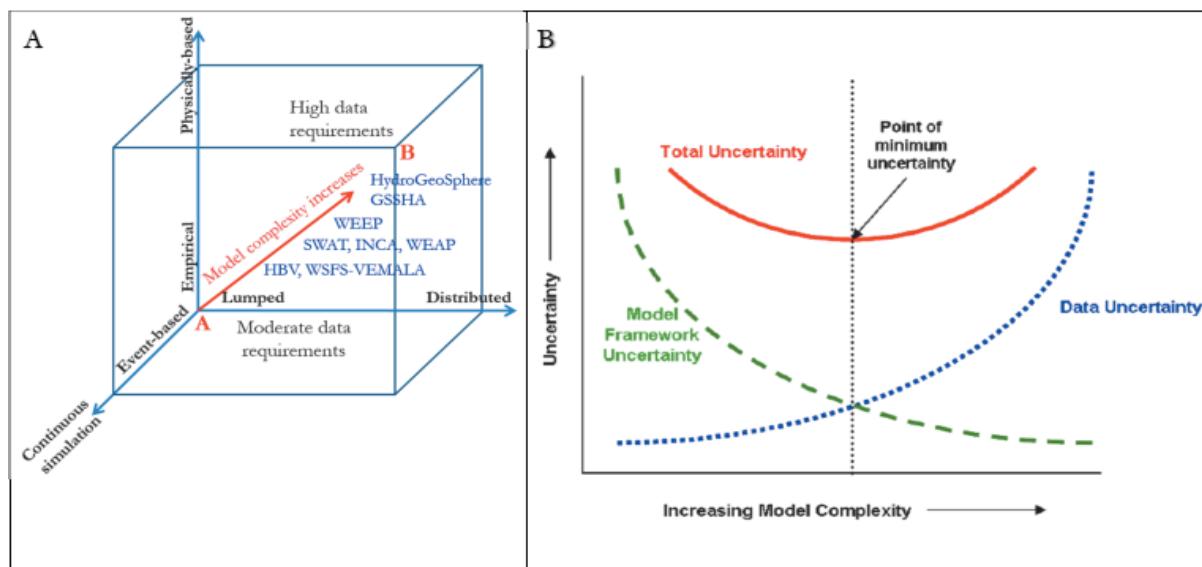 A
Physically-based
Empirical
High data
requirements
B
Model complexity increases
HydroGeoSphere
GSSHA
WEEP
SWAT, INCA, WEAP
HBV, WSFS-VEMALA
Lumped
Distributed
A
Moderate data
requirements
Event-based
Continuous
simulation
B
Uncertainty
Total Uncertainty
Point of
minimum
uncertainty
Model
Framework
Uncertainty
Data Uncertainty
Increasing Model Complexity